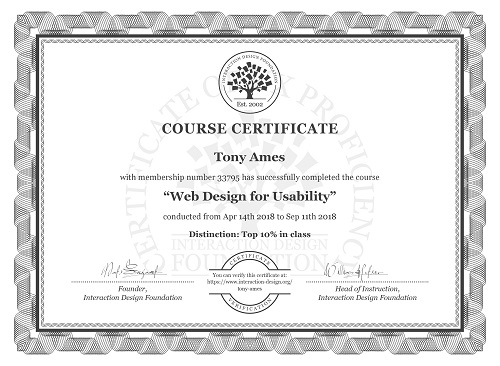 INTERACTION DESIGN FOUNDATION
Est. 2002
COURSE CERTIFICATE
Tony Ames
with membership number 33795 has successfully completed the course
“Web Design for Usability”
conducted from Apr 14th 2018 to Sep 11th 2018
Distinction: Top 10% in class
CERTIFICATE OF PROFICIENCY
INTERACTION DESIGN
FOUNDATION
CERTIFICATE
You can verify this certificate at:
https://www.interaction-design.org/
tony-ames
CERTIFICATION
Founder,
Interaction Design Foundation
Head of Instruction,
Interaction Design Foundation